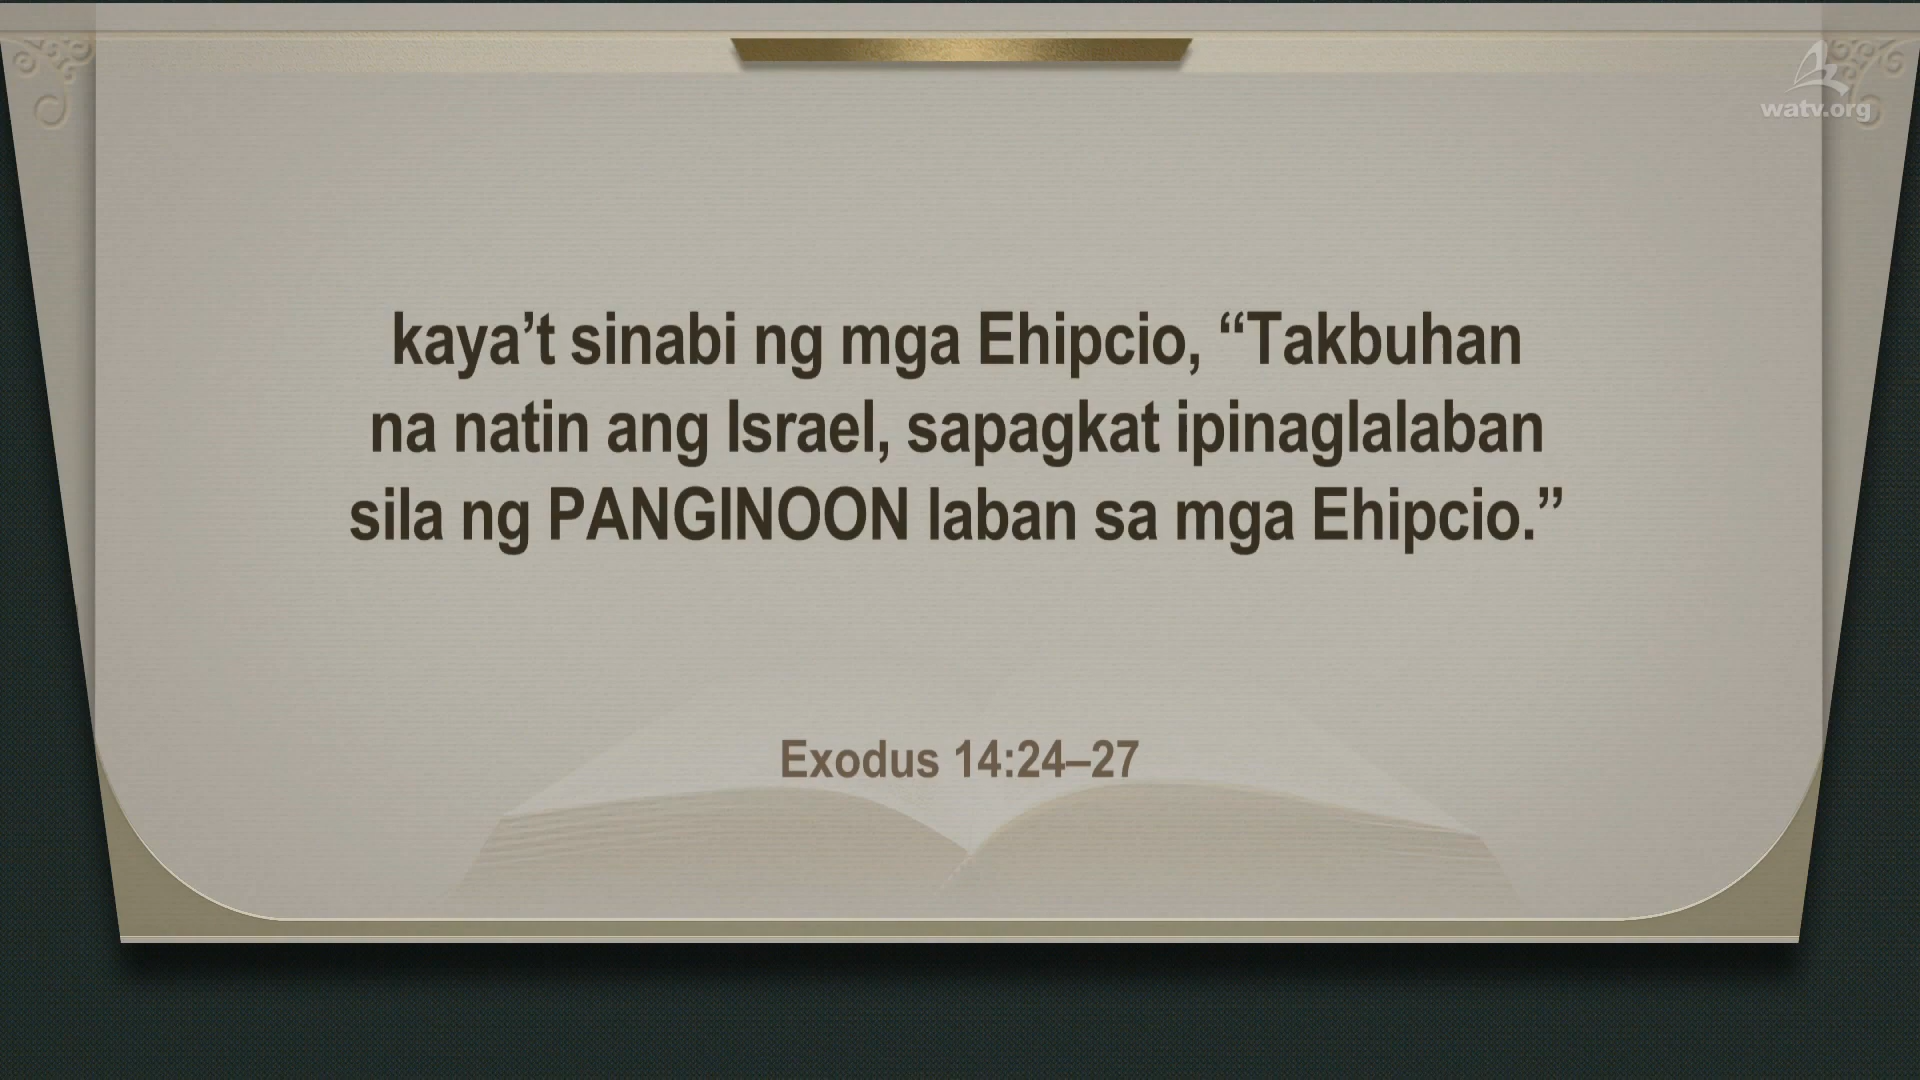 watv.org
kaya’t sinabi ng mga Ehipcio, “Takbuhan
na natin ang Israel, sapagkat ipinaglalaban
sila ng PANGINOON laban sa mga Ehipcio.”
Exodus 14:24–27